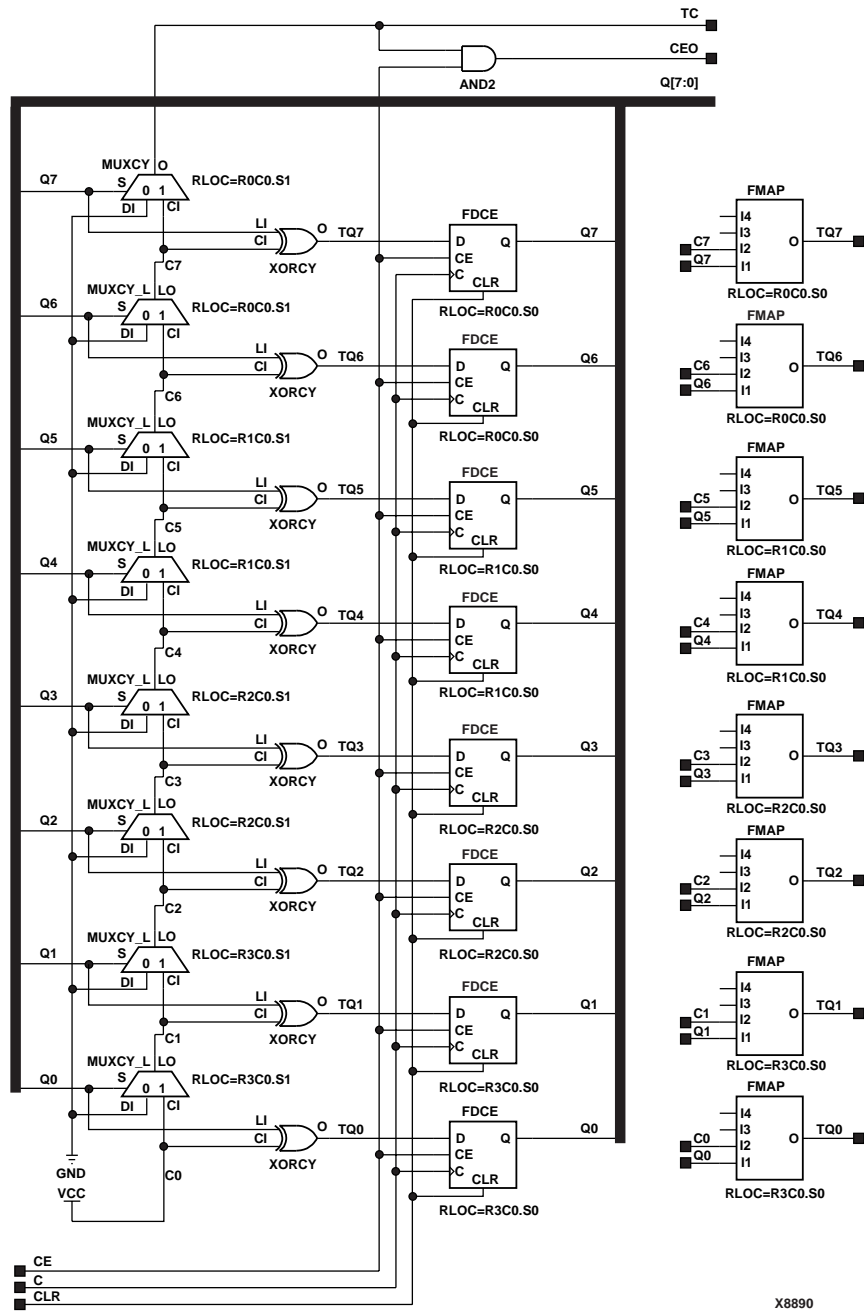 TC
CEO
AND2
Q[7:0]
MUXCY O
Q7 S 0 1 RLOC=R0C0.S1
DI CI
LI O TQ7
CI
XORCY
C7
FDCE
D Q Q7
CE
C
CLR
RLOC=R0C0.S0
FMAP
I4
I3
C7 I2 O TQ7
Q7 I1
RLOC=R0C0.S0
MUXCY_L LO
Q6 S 0 1 RLOC=R0C0.S1
DI CI
LI O TQ6
CI
XORCY
C6
FDCE
D Q Q6
CE
C
CLR
RLOC=R0C0.S0
FMAP
I4
I3
C6 I2 O TQ6
Q6 I1
RLOC=R0C0.S0
MUXCY_L LO
Q5 S 0 1 RLOC=R1C0.S1
DI CI
LI O TQ5
CI
XORCY
C5
FDCE
D Q Q5
CE
C
CLR
RLOC=R1C0.S0
FMAP
I4
I3
C5 I2 O TQ5
Q5 I1
RLOC=R1C0.S0
MUXCY_L LO
Q4 S 0 1 RLOC=R1C0.S1
DI CI
LI O TQ4
CI
XORCY
C4
FDCE
D Q Q4
CE
C
CLR
RLOC=R1C0.S0
FMAP
I4
I3
C4 I2 O TQ4
Q4 I1
RLOC=R1C0.S0
MUXCY_L LO
Q3 S 0 1 RLOC=R2C0.S1
DI CI
LI O TQ3
CI
XORCY
C3
FDCE
D Q Q3
CE
C
CLR
RLOC=R2C0.S0
FMAP
I4
I3
C3 I2 O TQ3
Q3 I1
RLOC=R2C0.S0
MUXCY_L LO
Q2 S 0 1 RLOC=R2C0.S1
DI CI
LI O TQ2
CI
XORCY
C2
FDCE
D Q Q2
CE
C
CLR
RLOC=R2C0.S0
FMAP
I4
I3
C2 I2 O TQ2
Q2 I1
RLOC=R2C0.S0
MUXCY_L LO
Q1 S 0 1 RLOC=R3C0.S1
DI CI
LI O TQ1
CI
XORCY
C1
FDCE
D Q Q1
CE
C
CLR
RLOC=R3C0.S0
FMAP
I4
I3
C1 I2 O TQ1
Q1 I1
RLOC=R3C0.S0
MUXCY_L LO
Q0 S 0 1 RLOC=R3C0.S1
DI CI
LI O TQ0
CI
XORCY
C0
FDCE
D Q Q0
CE
C
CLR
RLOC=R3C0.S0
FMAP
I4
I3
C0 I2 O TQ0
Q0 I1
RLOC=R3C0.S0
GND
VCC
CE
C
CLR
X8890